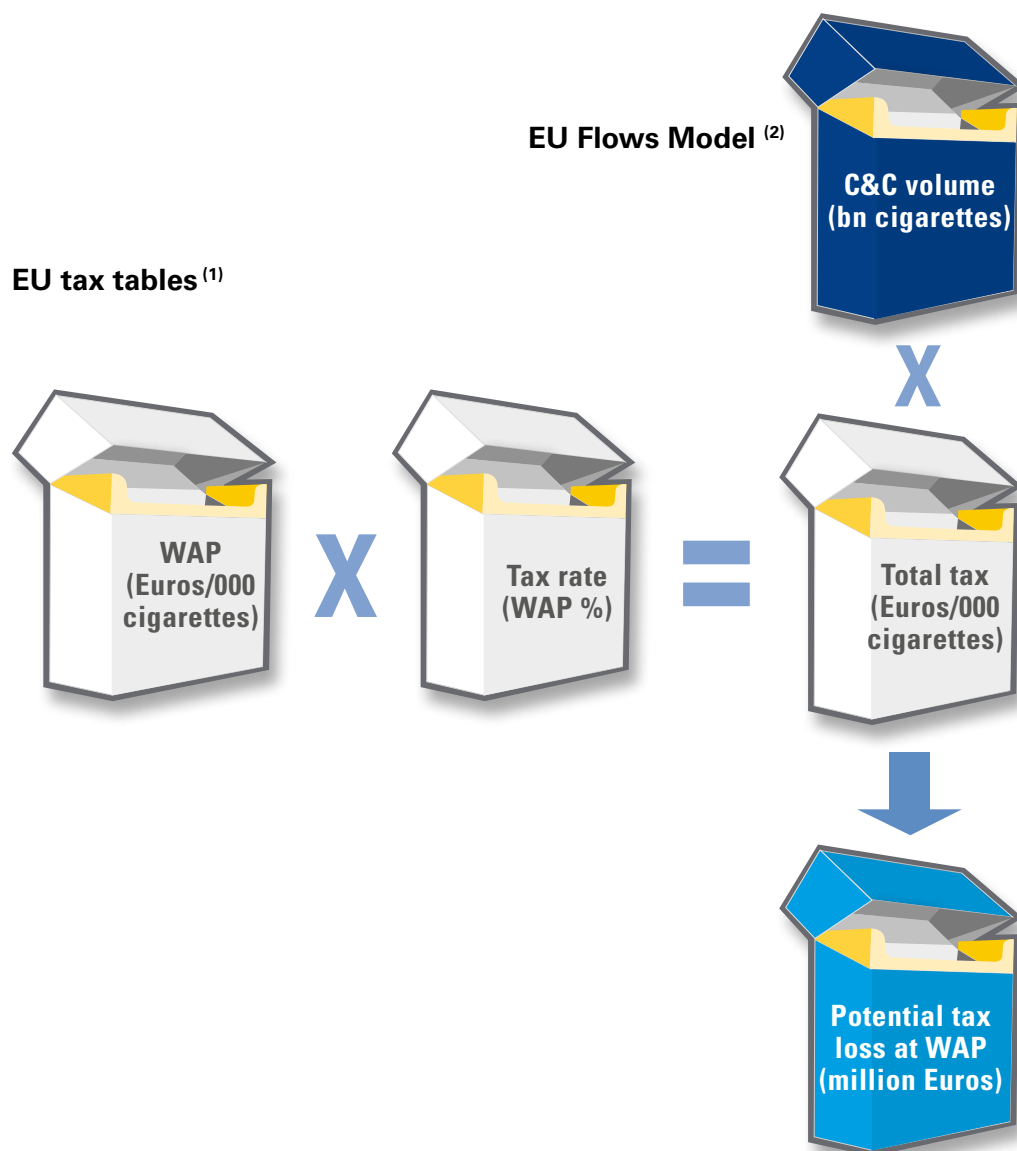 EU Flows Model (2)
C&C volume
(bn cigarettes)
EU tax tables (1)
X
WAP
(Euros/000
cigarettes)
X
Tax rate
(WAP %)
=
Total tax
(Euros/000
cigarettes)
Potential tax
loss at WAP
(million Euros)